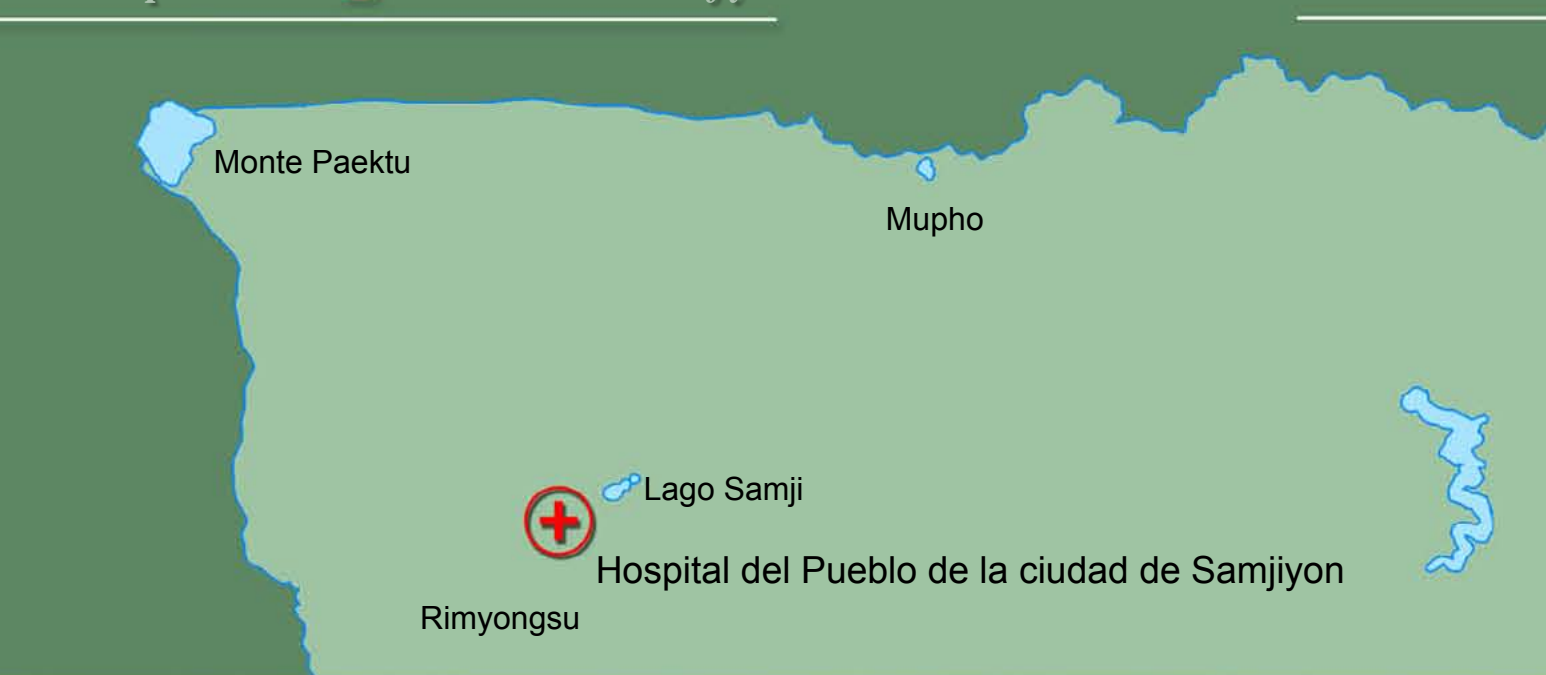 Monte Paektu
Mupho
Lago Samji
Hospital del Pueblo de la ciudad de Samjiyon
Rimyongsu